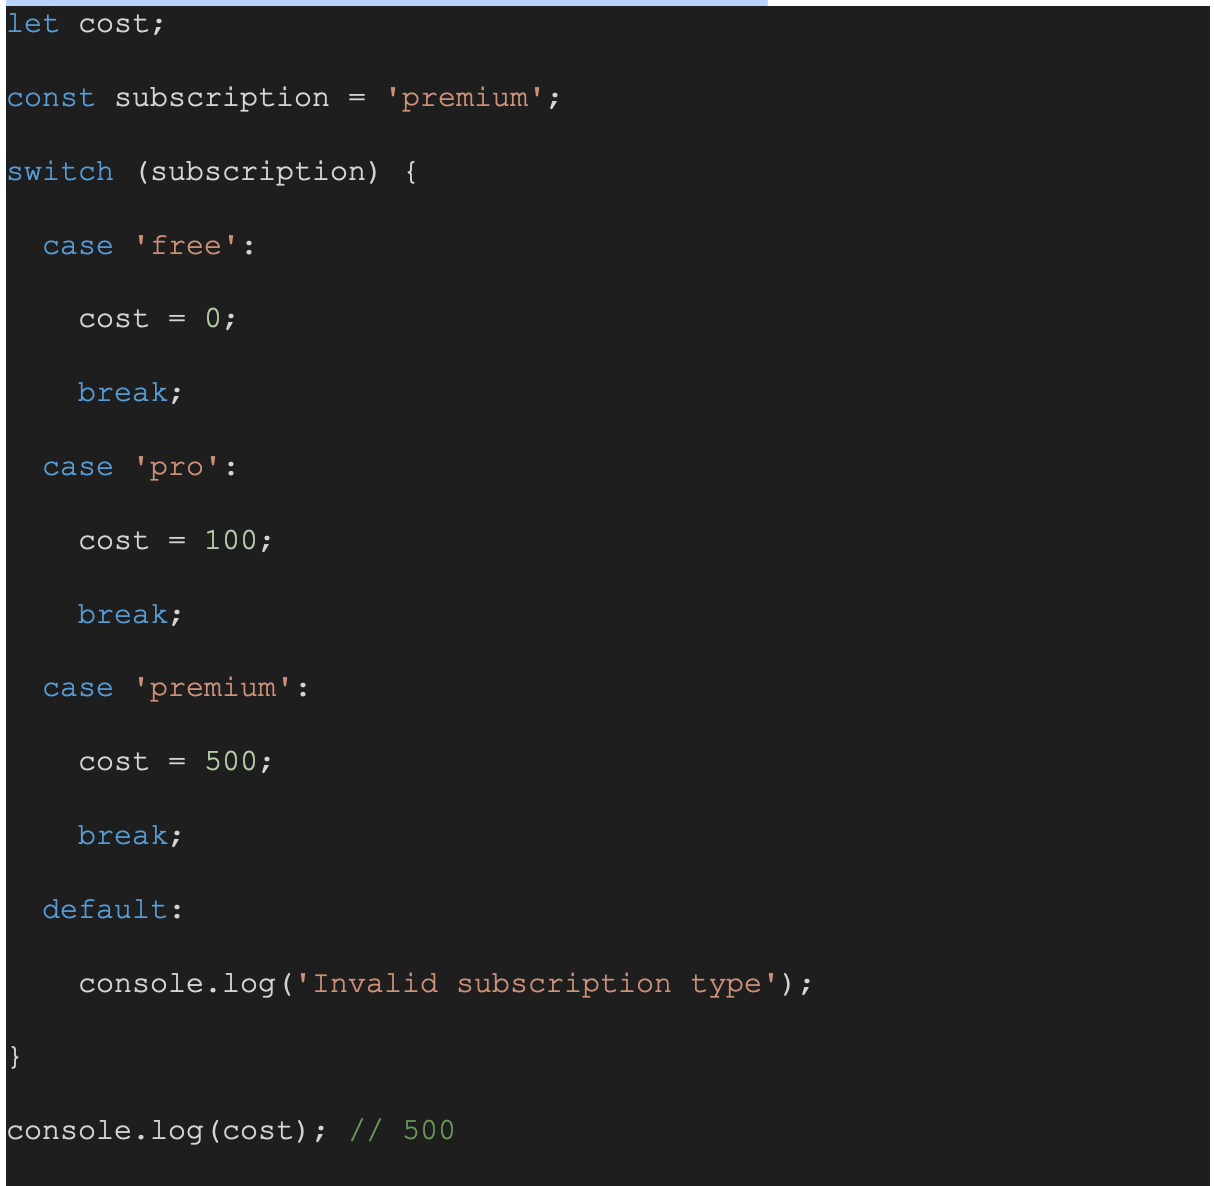 let cost;
const subscription = 'premium';
switch (subscription) {
  case 'free':
    cost = 0;
    break;
  case 'pro':
    cost = 100;
    break;
  case 'premium':
    cost = 500;
    break;
  default:
    console.log('Invalid subscription type');
}
console.log(cost); // 500